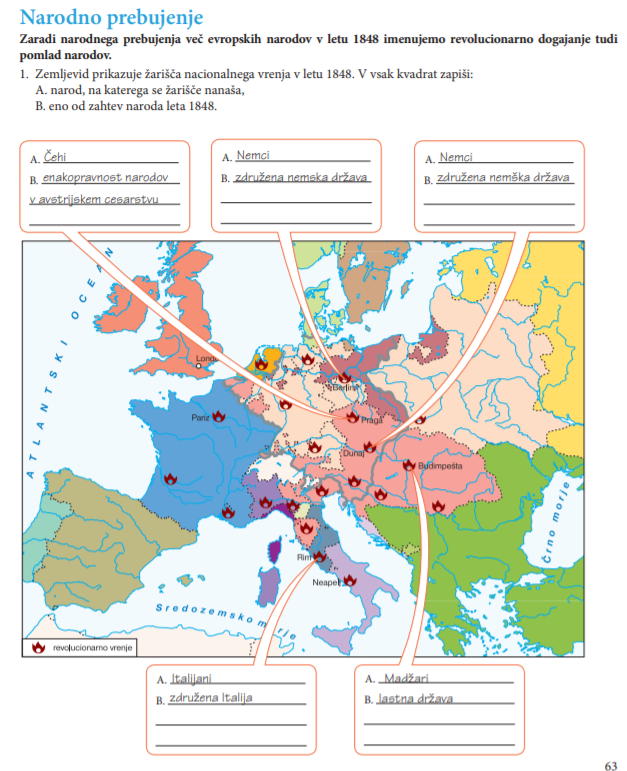 Narodno prebujenje
Zaradi narodnega prebujenja več evropskih narodov v letu 1848 imenujemo revolucionarno dogajanje tudi
pomlad narodov.
1. Zemljevid prikazuje žarišča nacionalnega vrenja v letu 1848. V vsak kvadrat zapiši:
A. narod, na katerega se žarišče nanaša,
B. eno od zahtev naroda leta 1848.
A. Čehi
B. enakopravnost narodov
v avstrijskem cesarstvu
A. Nemci
B. združena nemska država
A. Nemci
B. združena nemška država
ATLANTSKI OCEAN
London
Berlin
Pariz
Praga
Dunaj
Budimpešta
Črno morje
Rim
Neapelj
Sredozemsko morje
revolucionarno vrenje
A. Italijani
B. združena Italija
A. Madžari
B. lastna država
63